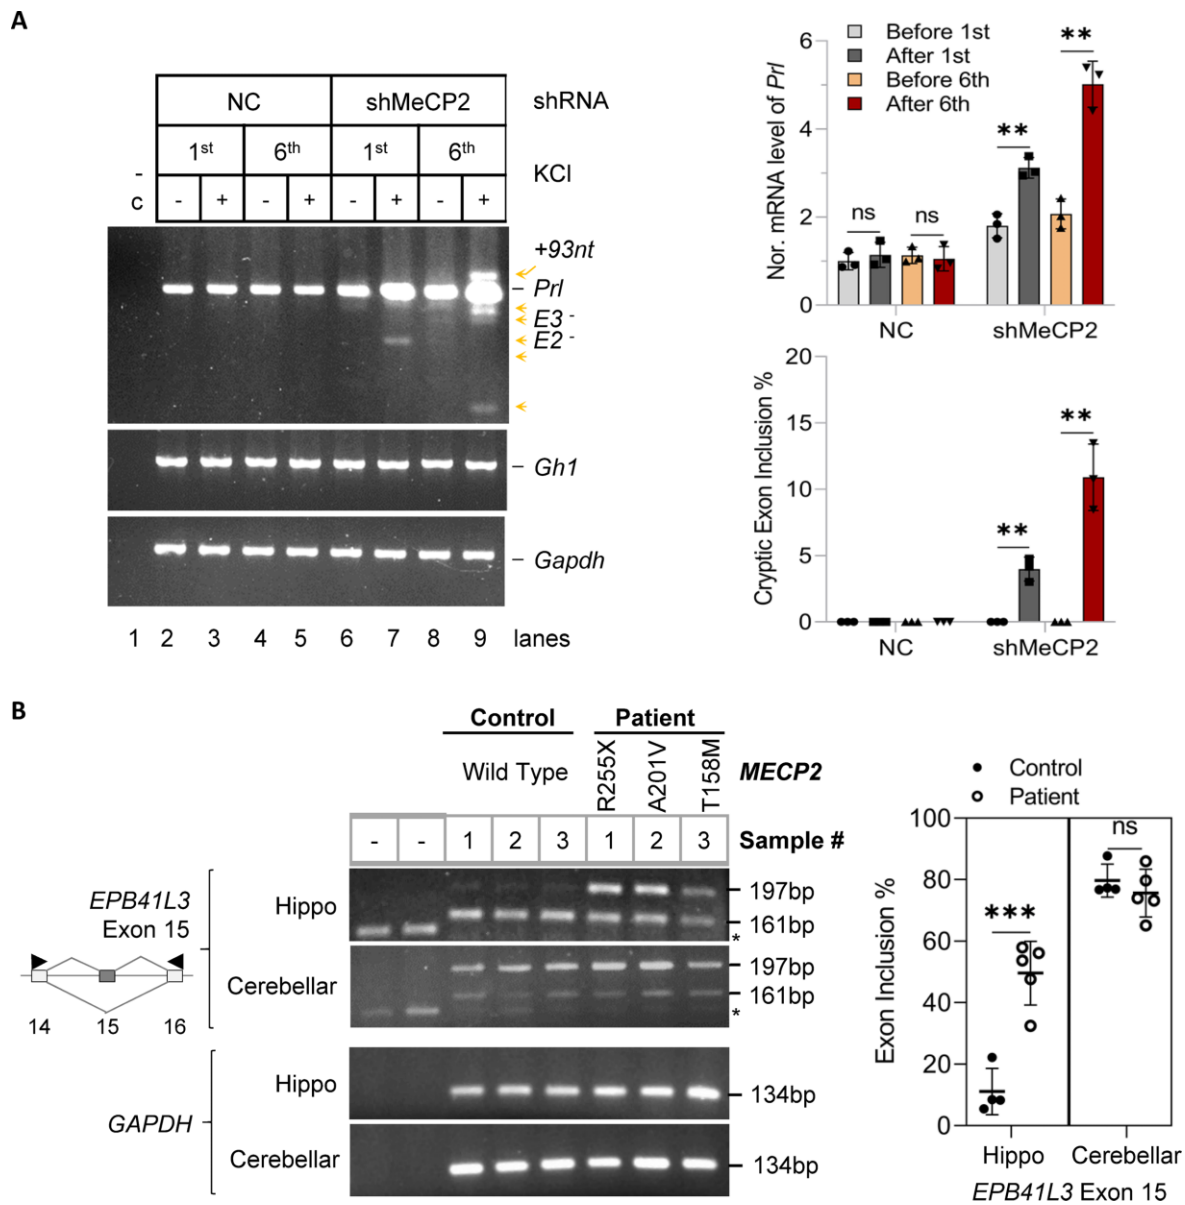 A
NC shMeCP2 shRNA
1st 6th 1st 6th KCl
-
c - + - + - + - +
+93nt
Prl
E3 -
E2 -
Gh1
Gapdh
1 2 3 4 5 6 7 8 9 lanes
Before 1st
After 1st
Before 6th
After 6th
Nor. mRNA level of Prl
6
4
2
0
ns ns ** **
NC shMeCP2
Cryptic Exon Inclusion %
20
15
10
5
0
** **
NC shMeCP2
B
Control Patient
Wild Type R255X A201V T158M MECP2
- - 1 2 3 1 2 3 Sample #
EPB41L3
Exon 15
14 15 16
Hippo
197bp
161bp
*
Cerebellar
197bp
161bp
*
GAPDH
Hippo
134bp
Cerebellar
134bp
Control
Patient
Exon Inclusion %
100
80
60
40
20
0
*** ns
Hippo Cerebellar
EPB41L3 Exon 15